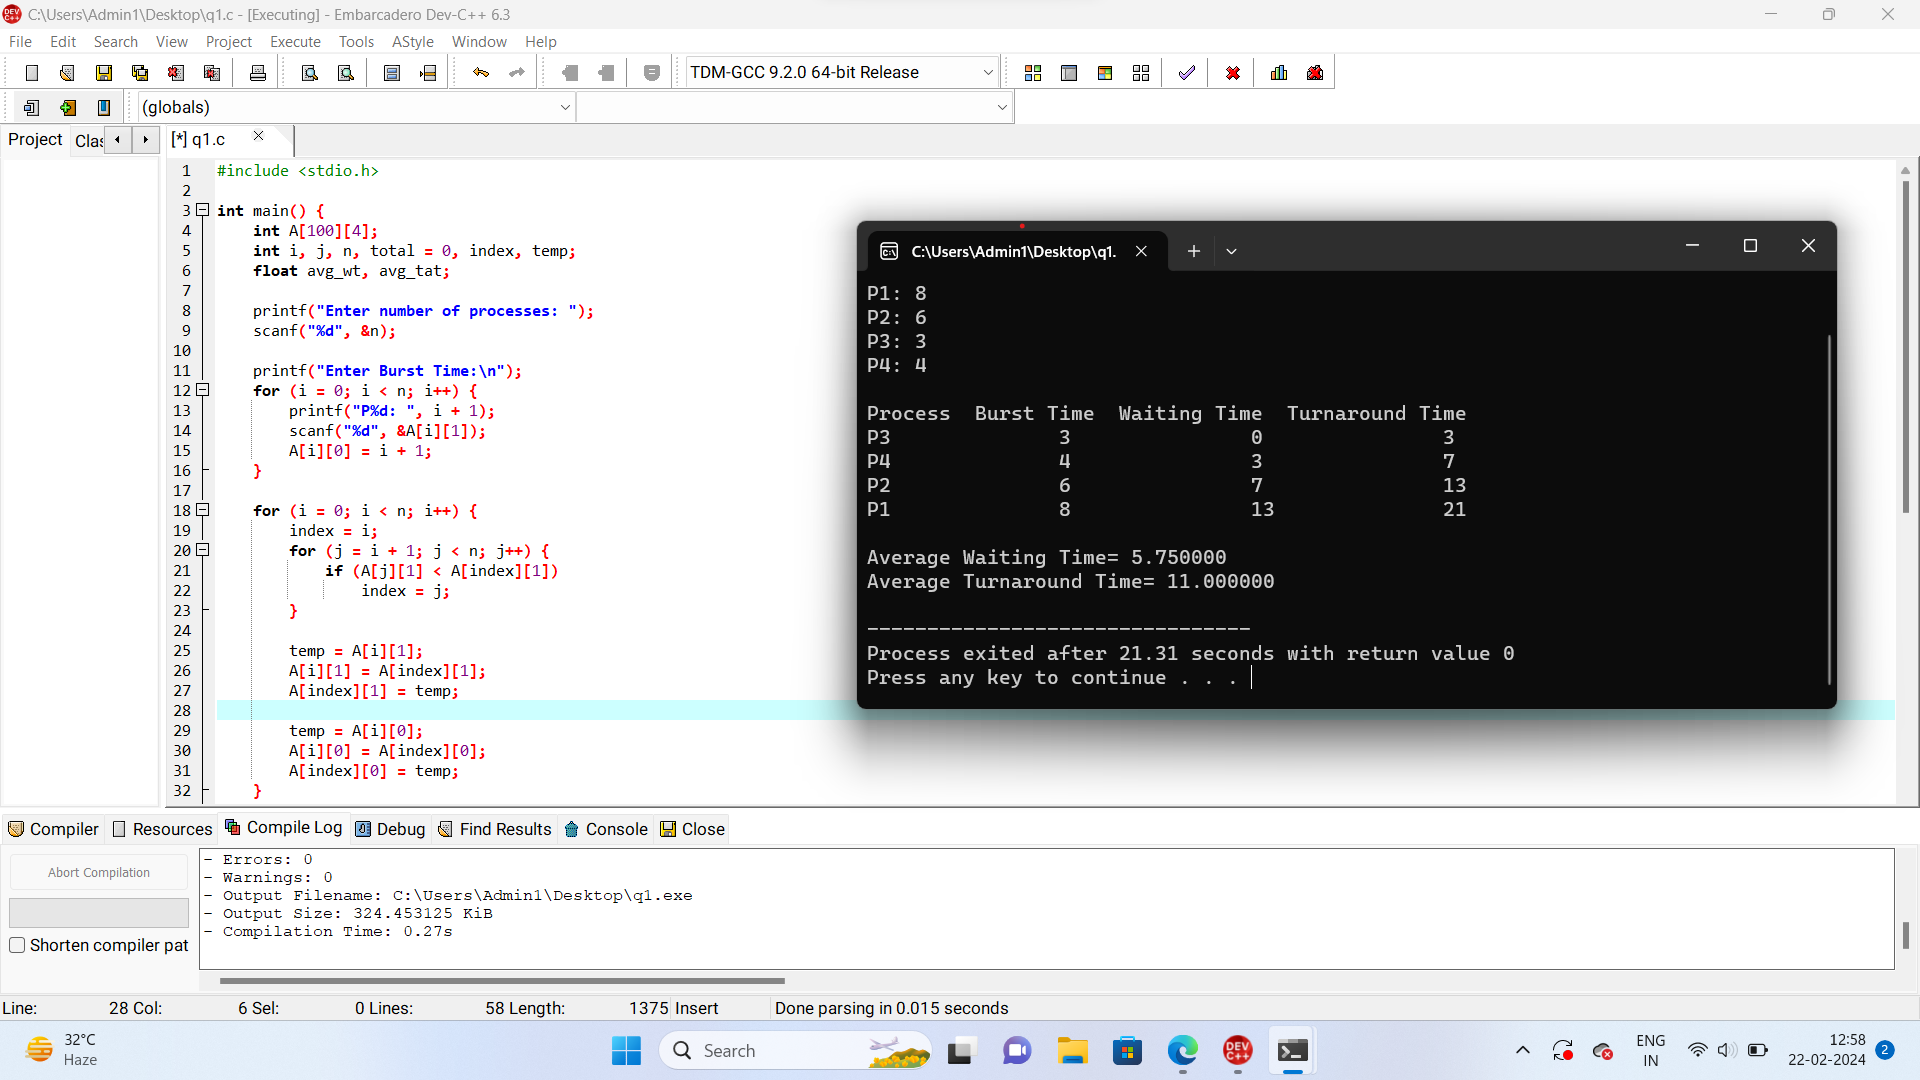 C:\Users\Admin1\Desktop\q1.c - [Executing] - Embarcadero Dev-C++ 6.3
File Edit Search View Project Execute Tools AStyle Window Help
TDM-GCC 9.2.0 64-bit Release
(globals)
Project Clas [*] q1.c
1 #include <stdio.h>
2
3 int main() {
4 int A[100][4];
5 int i, j, n, total = 0, index, temp;
6 float avg_wt, avg_tat;
7
8 printf("Enter number of processes: ");
9 scanf("%d", &n);
10
11 printf("Enter Burst Time:\n");
12 for (i = 0; i < n; i++) {
13 printf("P%d: ", i + 1);
14 scanf("%d", &A[i][1]);
15 A[i][0] = i + 1;
16 }
17
18 for (i = 0; i < n; i++) {
19 index = i;
20 for (j = i + 1; j < n; j++) {
21 if (A[j][1] < A[index][1])
22 index = j;
23 }
24
25 temp = A[i][1];
26 A[i][1] = A[index][1];
27 A[index][1] = temp;
28
29 temp = A[i][0];
30 A[i][0] = A[index][0];
31 A[index][0] = temp;
32 }
C:\Users\Admin1\Desktop\q1.
P1: 8
P2: 6
P3: 3
P4: 4
Process Burst Time Waiting Time Turnaround Time
P3 3 0 3
P4 4 3 7
P2 6 7 13
P1 8 13 21
Average Waiting Time= 5.750000
Average Turnaround Time= 11.000000
--------------------------------
Process exited after 21.31 seconds with return value 0
Press any key to continue . . .
Compiler Resources Compile Log Debug Find Results Console Close
Abort Compilation
Shorten compiler pat
- Errors: 0
- Warnings: 0
- Output Filename: C:\Users\Admin1\Desktop\q1.exe
- Output Size: 324.453125 KiB
- Compilation Time: 0.27s
Line: 28 Col: 6 Sel: 0 Lines: 58 Length: 1375 Insert Done parsing in 0.015 seconds
32°C
Haze
Search
DEV C++
ENG
IN
12:58
22-02-2024
2